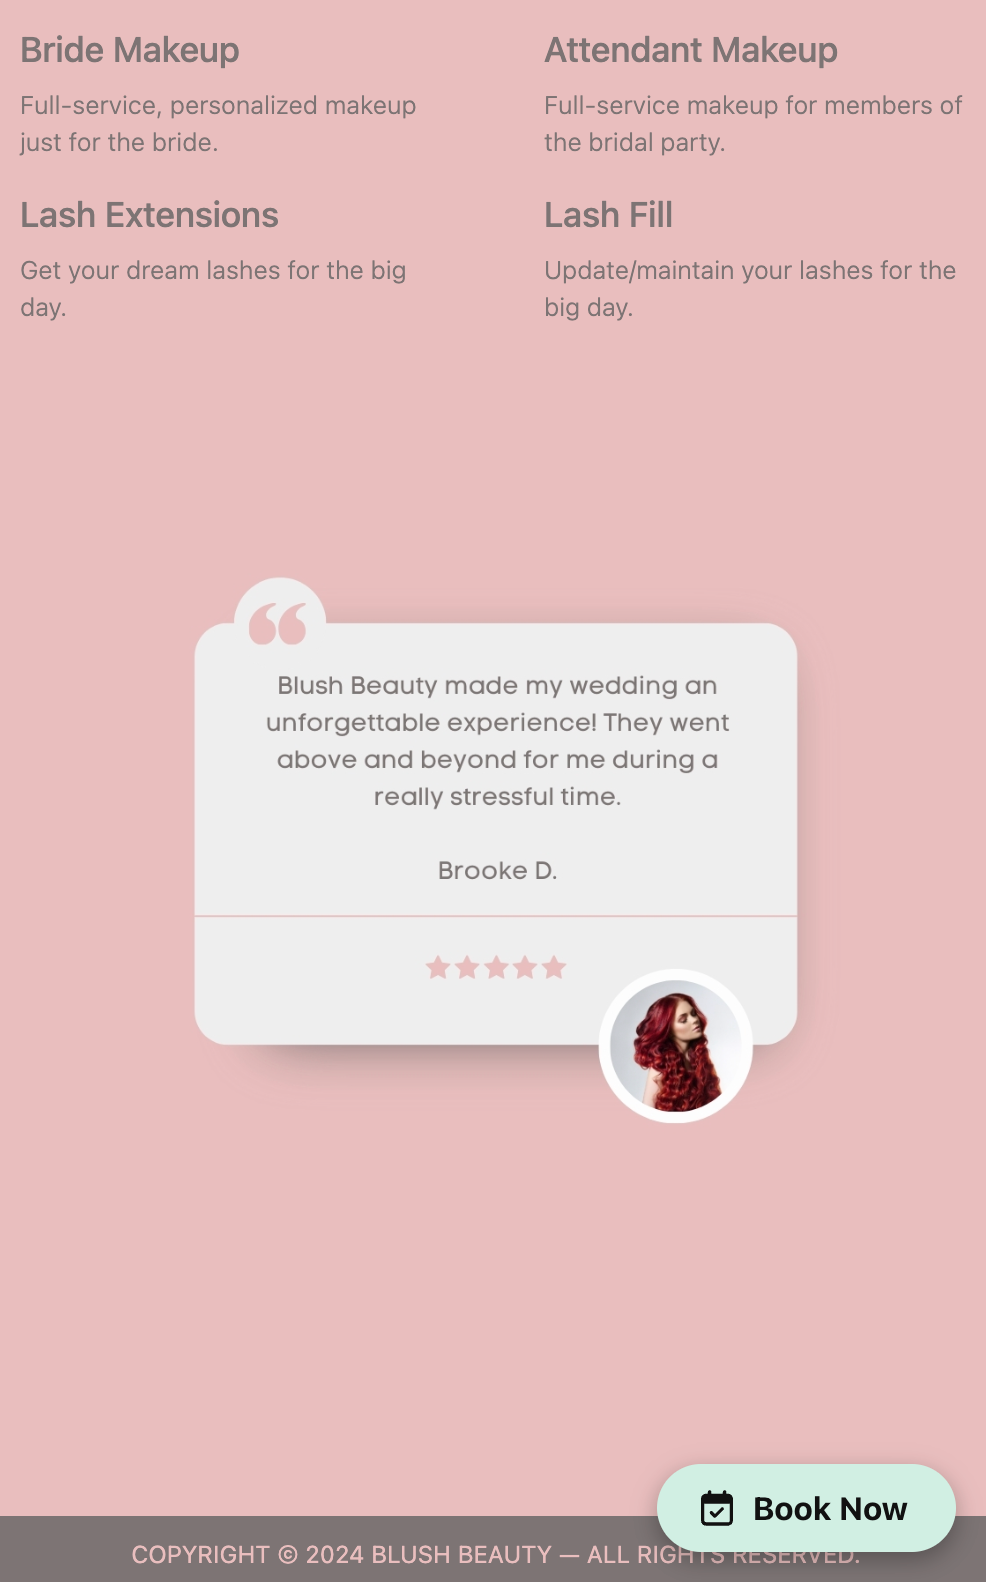 Bride Makeup
Full-service, personalized makeup
just for the bride.
Attendant Makeup
Full-service makeup for members of
the bridal party.
Lash Extensions
Get your dream lashes for the big
day.
Lash Fill
Update/maintain your lashes for the
big day.
Blush Beauty made my wedding an
unforgettable experience! They went
above and beyond for me during a
really stressful time.
Brooke D.
Book Now
COPYRIGHT © 2024 BLUSH BEAUTY — ALL RIGHTS RESERVED.